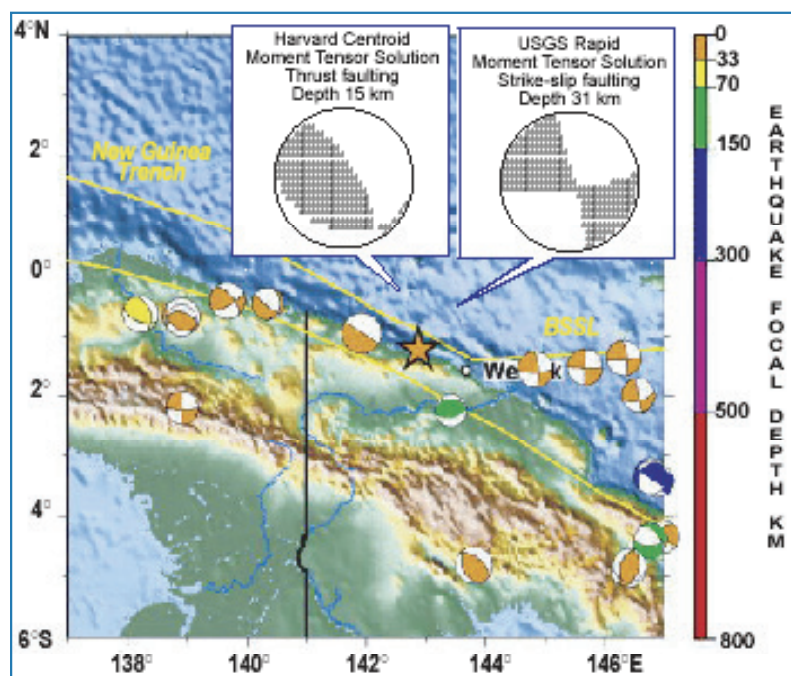 4°N
2°
0°
2°
4°
6°S
138°
140°
142°
144°
146°E
Harvard Centroid
Moment Tensor Solution
Thrust faulting
Depth 15 km
USGS Rapid
Moment Tensor Solution
Strike-slip faulting
Depth 31 km
New Guinea
Trench
BSSL
0
33
70
150
300
500
800
EARTHQUAKE FOCAL DEPTH KM